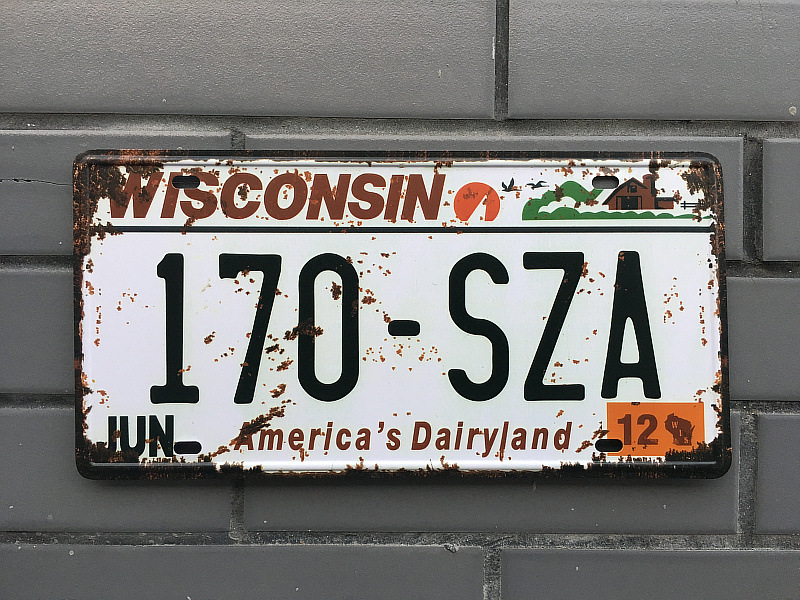 WISCONSIN
170-SZA
JUN America's Dairyland 12